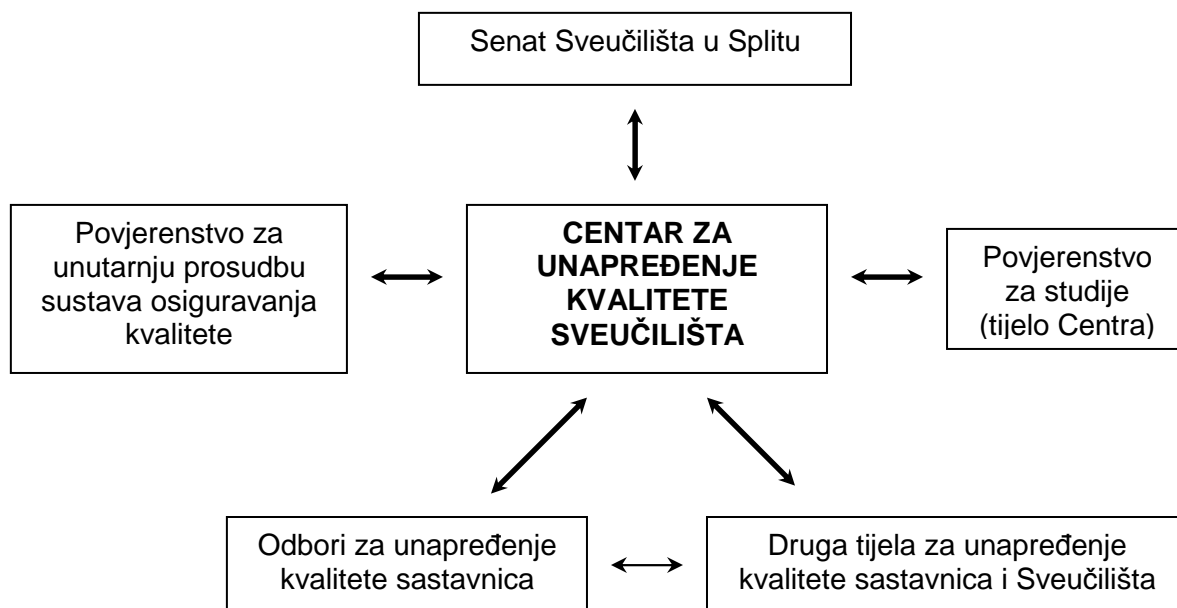 Senat Sveučilišta u Splitu
Povjerenstvo za
unutarnju prosudbu
sustava osiguravanja
kvalitete
CENTAR ZA
UNAPREĐENJE
KVALITETE
SVEUČILIŠTA
Povjerenstvo
za studije
(tijelo Centra)
Odbori za unapređenje
kvalitete sastavnica
Druga tijela za unapređenje
kvalitete sastavnica i Sveučilišta